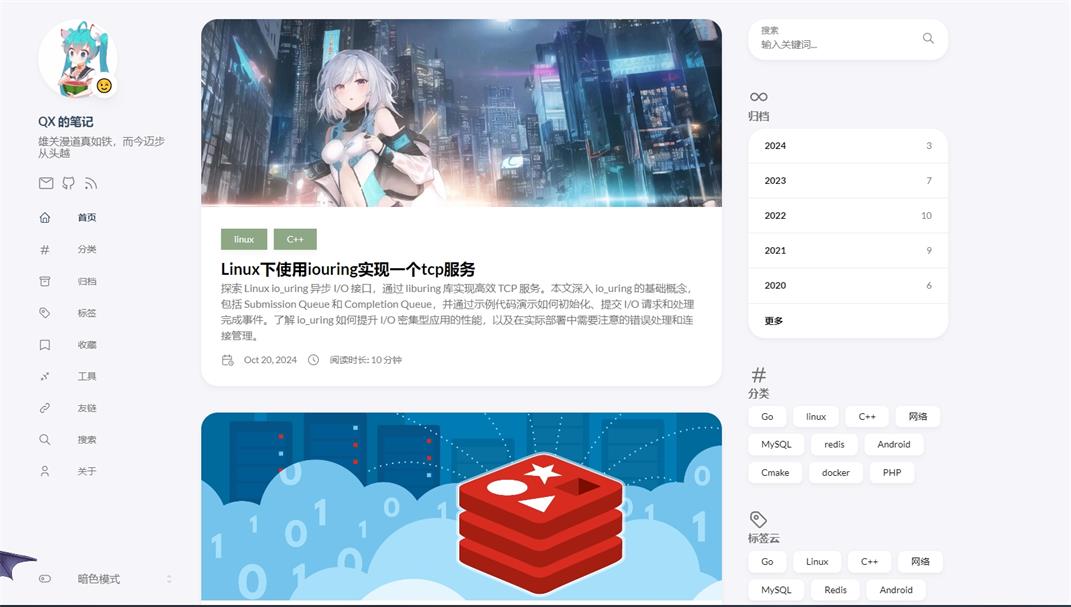 QX 的笔记
雄关漫道真如铁，而今迈步
从头越
首页
分类
归档
标签
收藏
工具
友链
搜索
关于
暗色模式
linux
C++
Linux下使用iouring实现一个tcp服务
探索 Linux io_uring 异步 I/O 接口，通过 liburing 库实现高效 TCP 服务。本文深入 io_uring 的基础概念，
包括 Submission Queue 和 Completion Queue，并通过示例代码演示如何初始化、提交 I/O 请求和处理
完成事件。了解 io_uring 如何提升 I/O 密集型应用的性能，以及在实际部署中需要注意的错误处理和连
接管理。
Oct 20, 2024 阅读时长: 10 分钟
搜索
输入关键词...
归档
2024 3
2023 7
2022 10
2021 9
2020 6
更多
分类
Go linux C++ 网络
MySQL redis Android
Cmake docker PHP
标签云
Go Linux C++ 网络
MySQL Redis Android